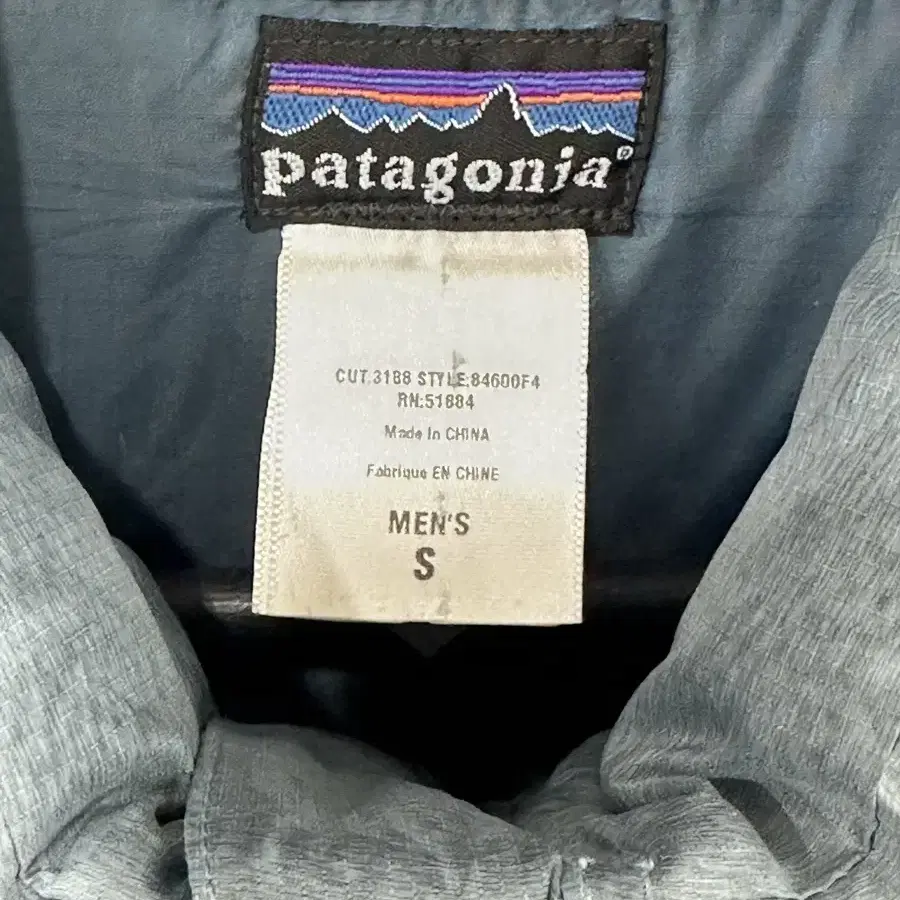 patagonia®
CUT.3188 STYLE:84600F4
RN:51884
Made In CHINA
Fabrique EN CHINE
MEN'S
S